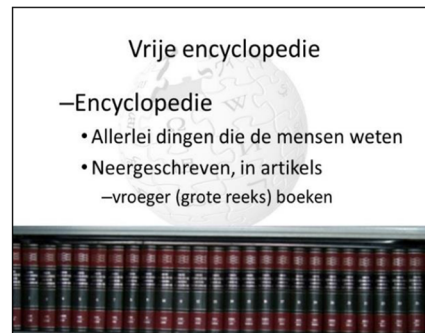 Vrije encyclopedie
–Encyclopedie
• Allerlei dingen die de mensen weten
• Neergeschreven, in artikels
–vroeger (grote reeks) boeken